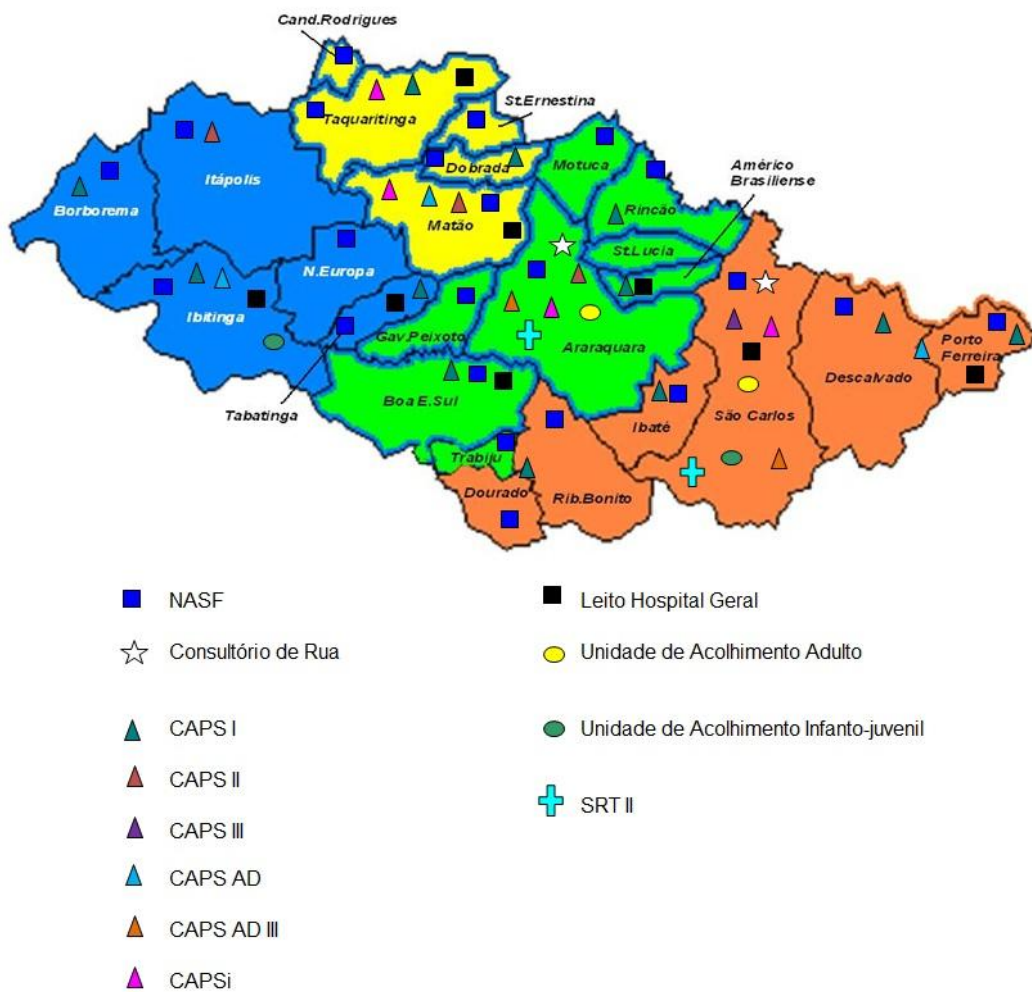 Cand.Rodrigues
Taquaritinga
St.Ernestina
Dobrada
Motuca
Américo
Brasiliense
Itápolis
Borborema
Matão
Rincão
St.Lucia
N.Europa
Ibitinga
Gav.Peixoto
Araraquara
Porto
Ferreira
Descalvado
Tabatinga
Boa E.Sul
Ibaté
São Carlos
Trabiju
Dourado
Rib.Bonito
NASF
Leito Hospital Geral
Consultório de Rua
Unidade de Acolhimento Adulto
CAPS I
Unidade de Acolhimento Infanto-juvenil
CAPS II
SRT II
CAPS III
CAPS AD
CAPS AD III
CAPSi